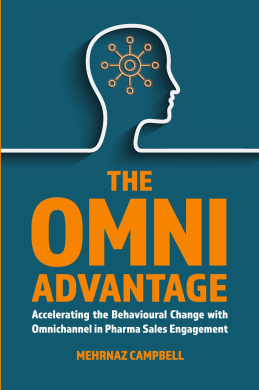 THE
OMNI
ADVANTAGE
Accelerating the Behavioural Change with
Omnichannel in Pharma Sales Engagement
MEHRNAZ CAMPBELL